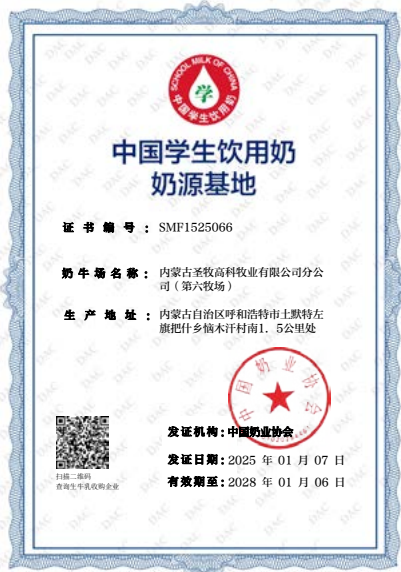 SCHOOL MILK OF CHINA
学
中国学生饮用奶
中国学生饮用奶
奶源基地
证书编号：SMF1525066
奶牛场名称：内蒙古圣牧高科牧业有限公司分公
司（第六牧场）
生产地址：内蒙古自治区呼和浩特市土默特左
旗把什乡恼木汗村南1．5公里处
中国奶业协会
发证机构：中国奶业协会
发证日期：2025 年 01 月 07 日
有效期至：2028 年 01 月 06 日
扫描二维码
查询生牛乳收购企业
DAC